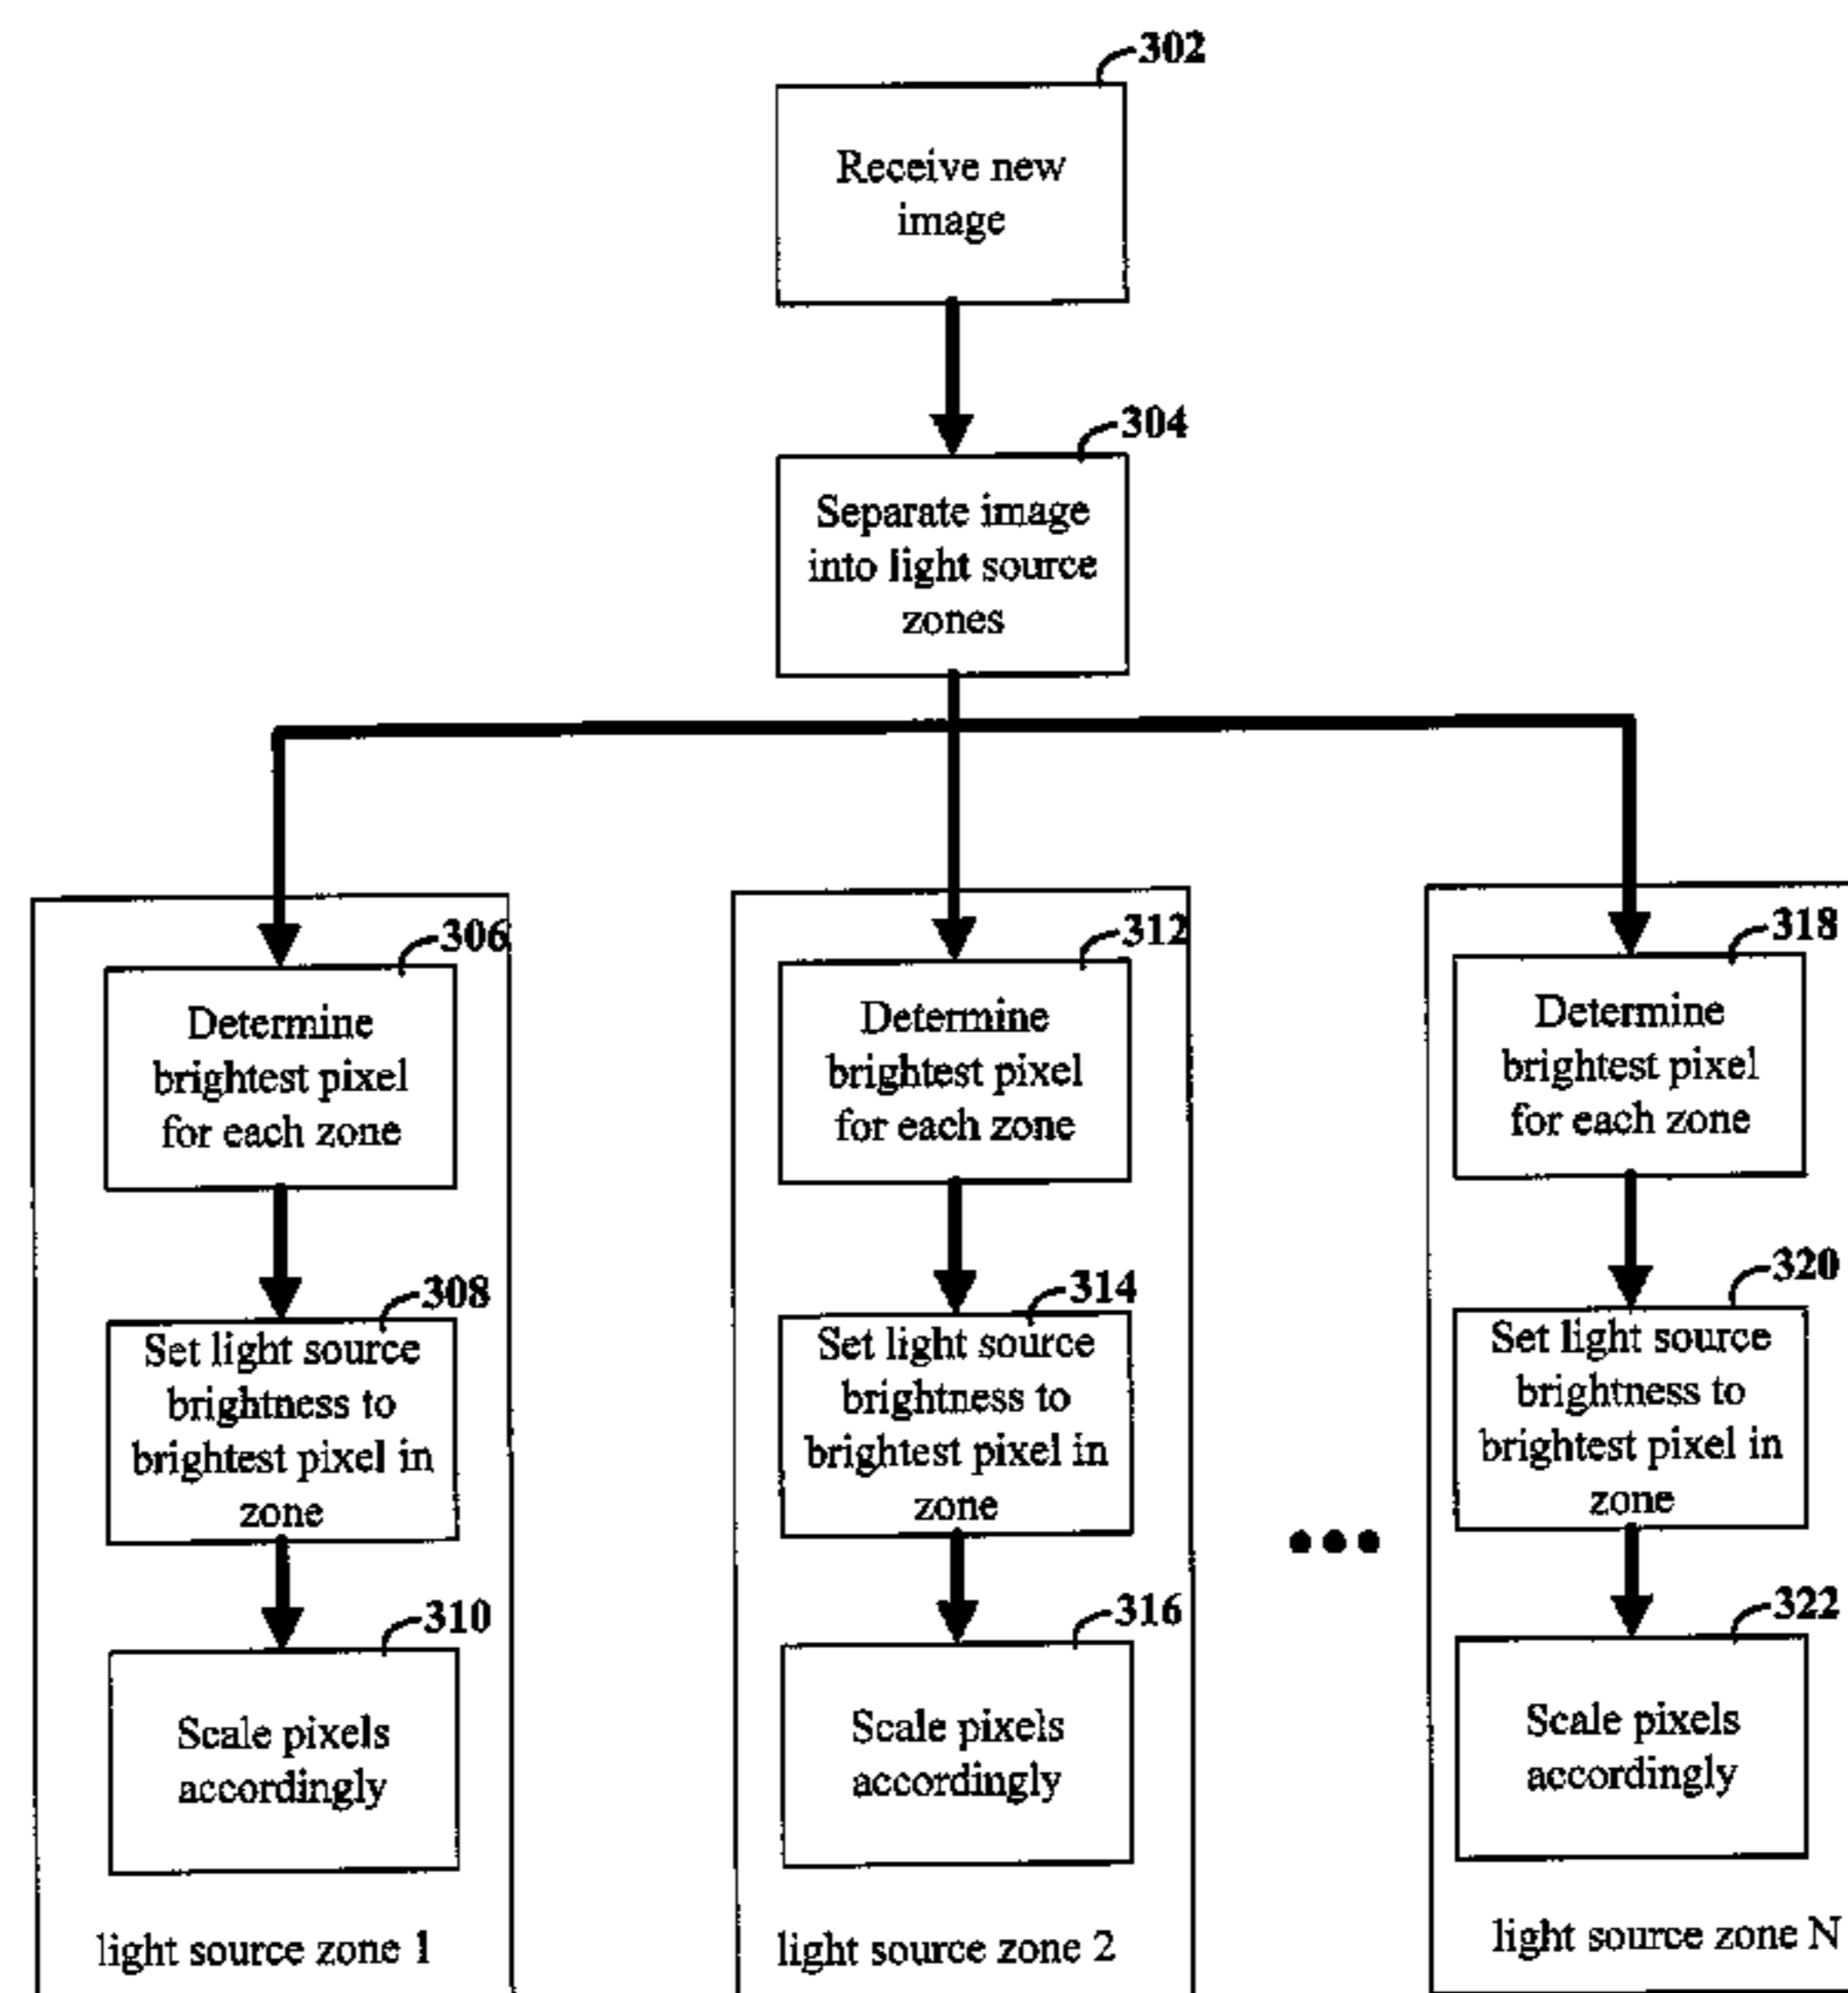 302
Receive new
image
304
Separate image
into light source
zones
306
Determine
brightest pixel
for each zone
308
Set light source
brightness to
brightest pixel in
zone
310
Scale pixels
accordingly
light source zone 1
312
Determine
brightest pixel
for each zone
314
Set light source
brightness to
brightest pixel in
zone
316
Scale pixels
accordingly
light source zone 2
318
Determine
brightest pixel
for each zone
320
Set light source
brightness to
brightest pixel in
zone
322
Scale pixels
accordingly
light source zone N